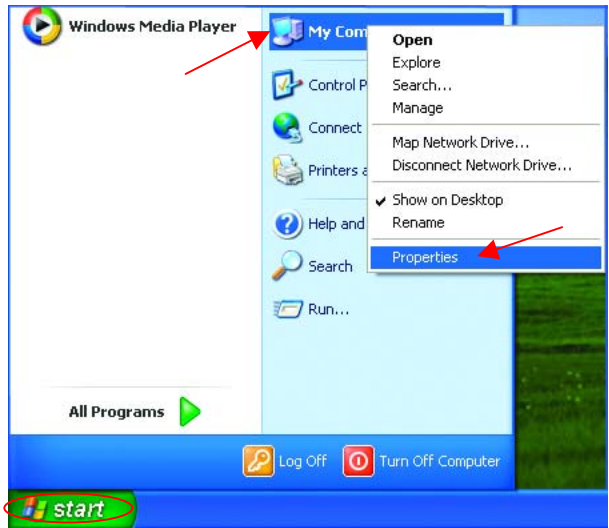 Windows Media Player
My Com
Open
Explore
Control P
Search...
Manage
Connect
Map Network Drive...
Printers a
Disconnect Network Drive...
Show on Desktop
Help and
Rename
Properties
Search
Run...
All Programs
Log Off
Turn Off Computer
start